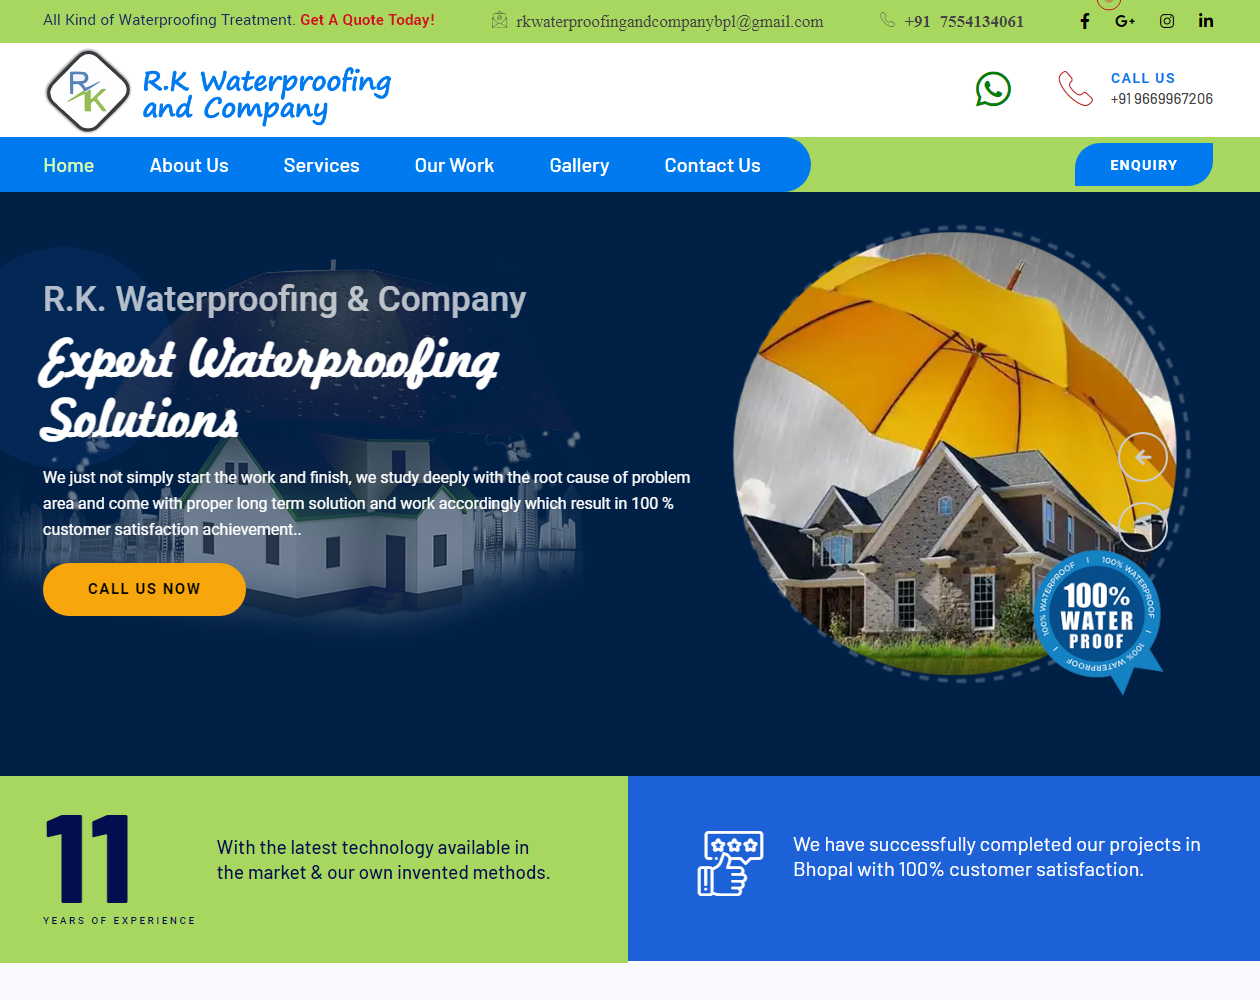 All Kind of Waterproofing Treatment. Get A Quote Today!
rkwaterproofingandcompanybpl@gmail.com
+91 7554134061
R K
R.K Waterproofing
and Company
CALL US
+91 9669967206
Home About Us Services Our Work Gallery Contact Us
ENQUIRY
R.K. Waterproofing & Company
Expert Waterproofing
Solutions
We just not simply start the work and finish, we study deeply with the root cause of problem
area and come with proper long term solution and work accordingly which result in 100 %
customer satisfaction achievement..
CALL US NOW
100% WATERPROOF | 100% WATERPROOF | 100% WATERPROOF |
100%
WATER
PROOF
11
YEARS OF EXPERIENCE
With the latest technology available in
the market & our own invented methods.
We have successfully completed our projects in
Bhopal with 100% customer satisfaction.